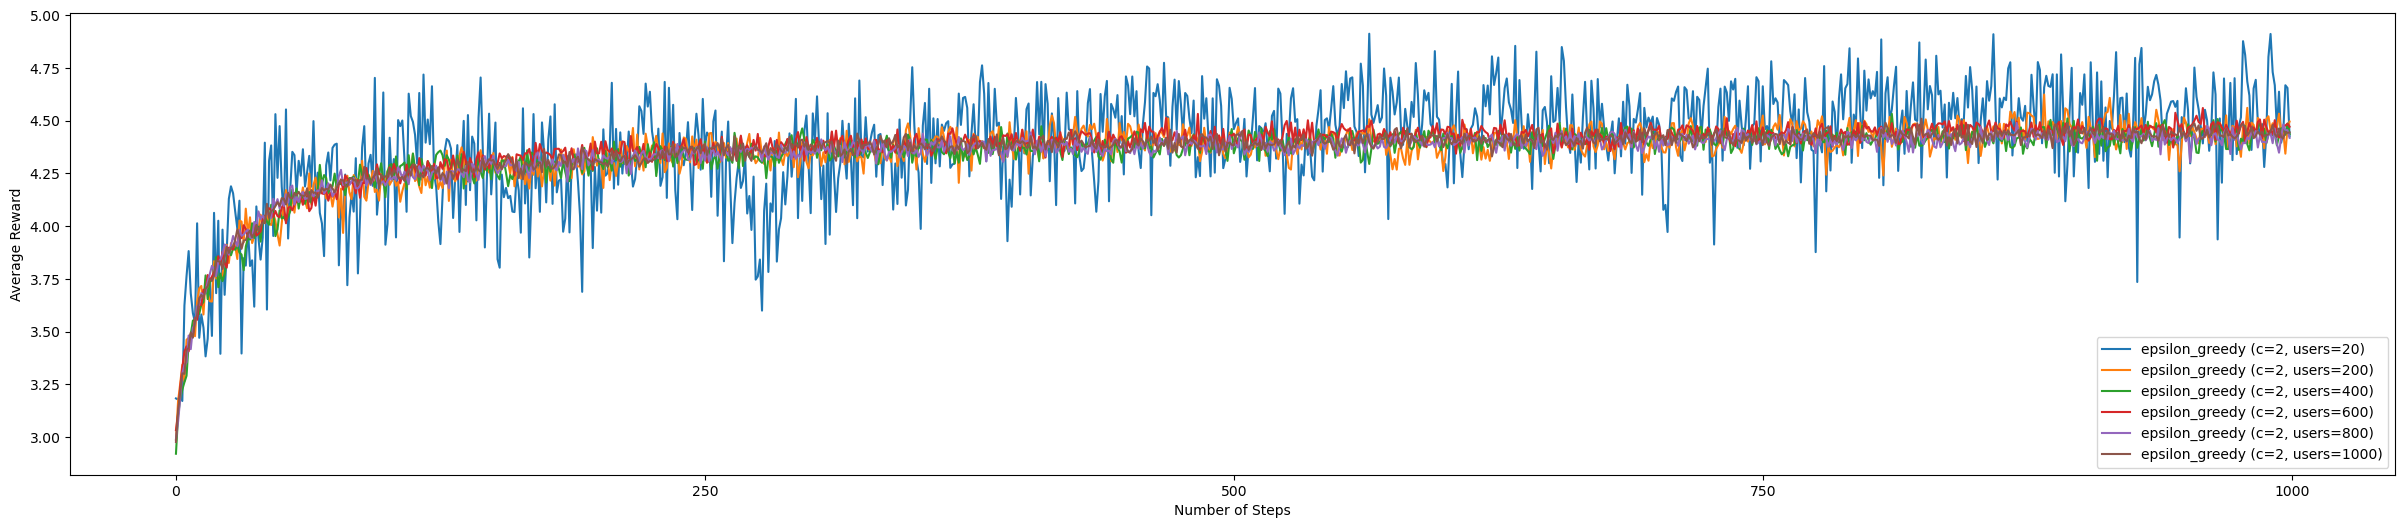 5.00
4.75
4.50
4.25
4.00
3.75
3.50
3.25
3.00
Average Reward
0
250
500
750
1000
Number of Steps
epsilon_greedy (c=2, users=20)
epsilon_greedy (c=2, users=200)
epsilon_greedy (c=2, users=400)
epsilon_greedy (c=2, users=600)
epsilon_greedy (c=2, users=800)
epsilon_greedy (c=2, users=1000)